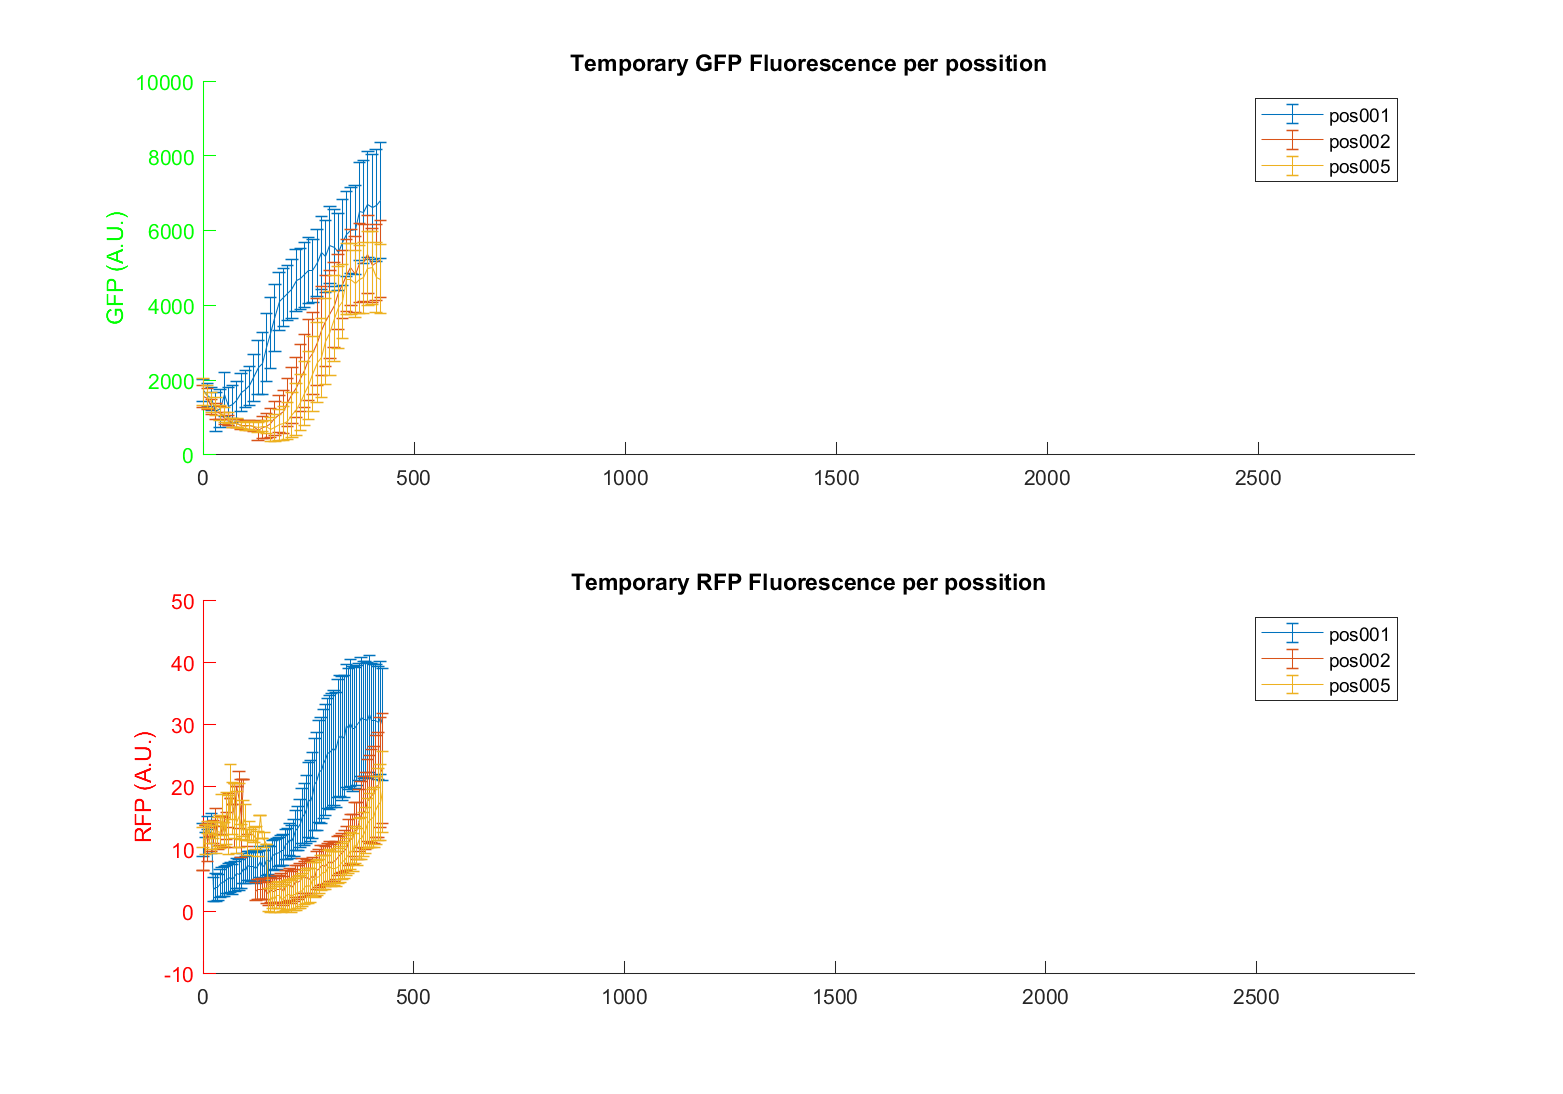 Temporary GFP Fluorescence per possition
10000
8000
6000
4000
2000
0
GFP (A.U.)
pos001
pos002
pos005
0 500 1000 1500 2000 2500
Temporary RFP Fluorescence per possition
50
40
30
20
10
0
-10
RFP (A.U.)
pos001
pos002
pos005
0 500 1000 1500 2000 2500